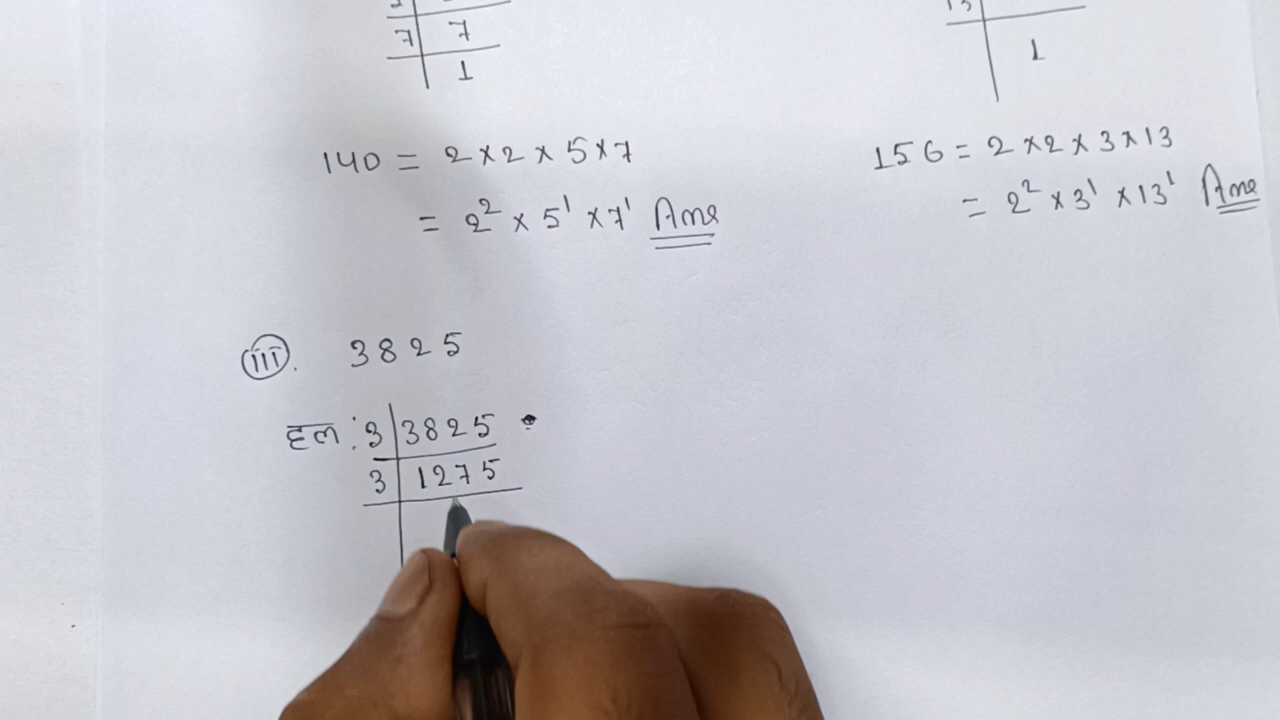 7 | 7
1
140 = 2 × 2 × 5 × 7
= 2² × 5¹ × 7¹ Ans
13
1
156 = 2 × 2 × 3 × 13
= 2² × 3¹ × 13¹ Ans
(iii). 3825
हल : 3 | 3825
3 | 1275